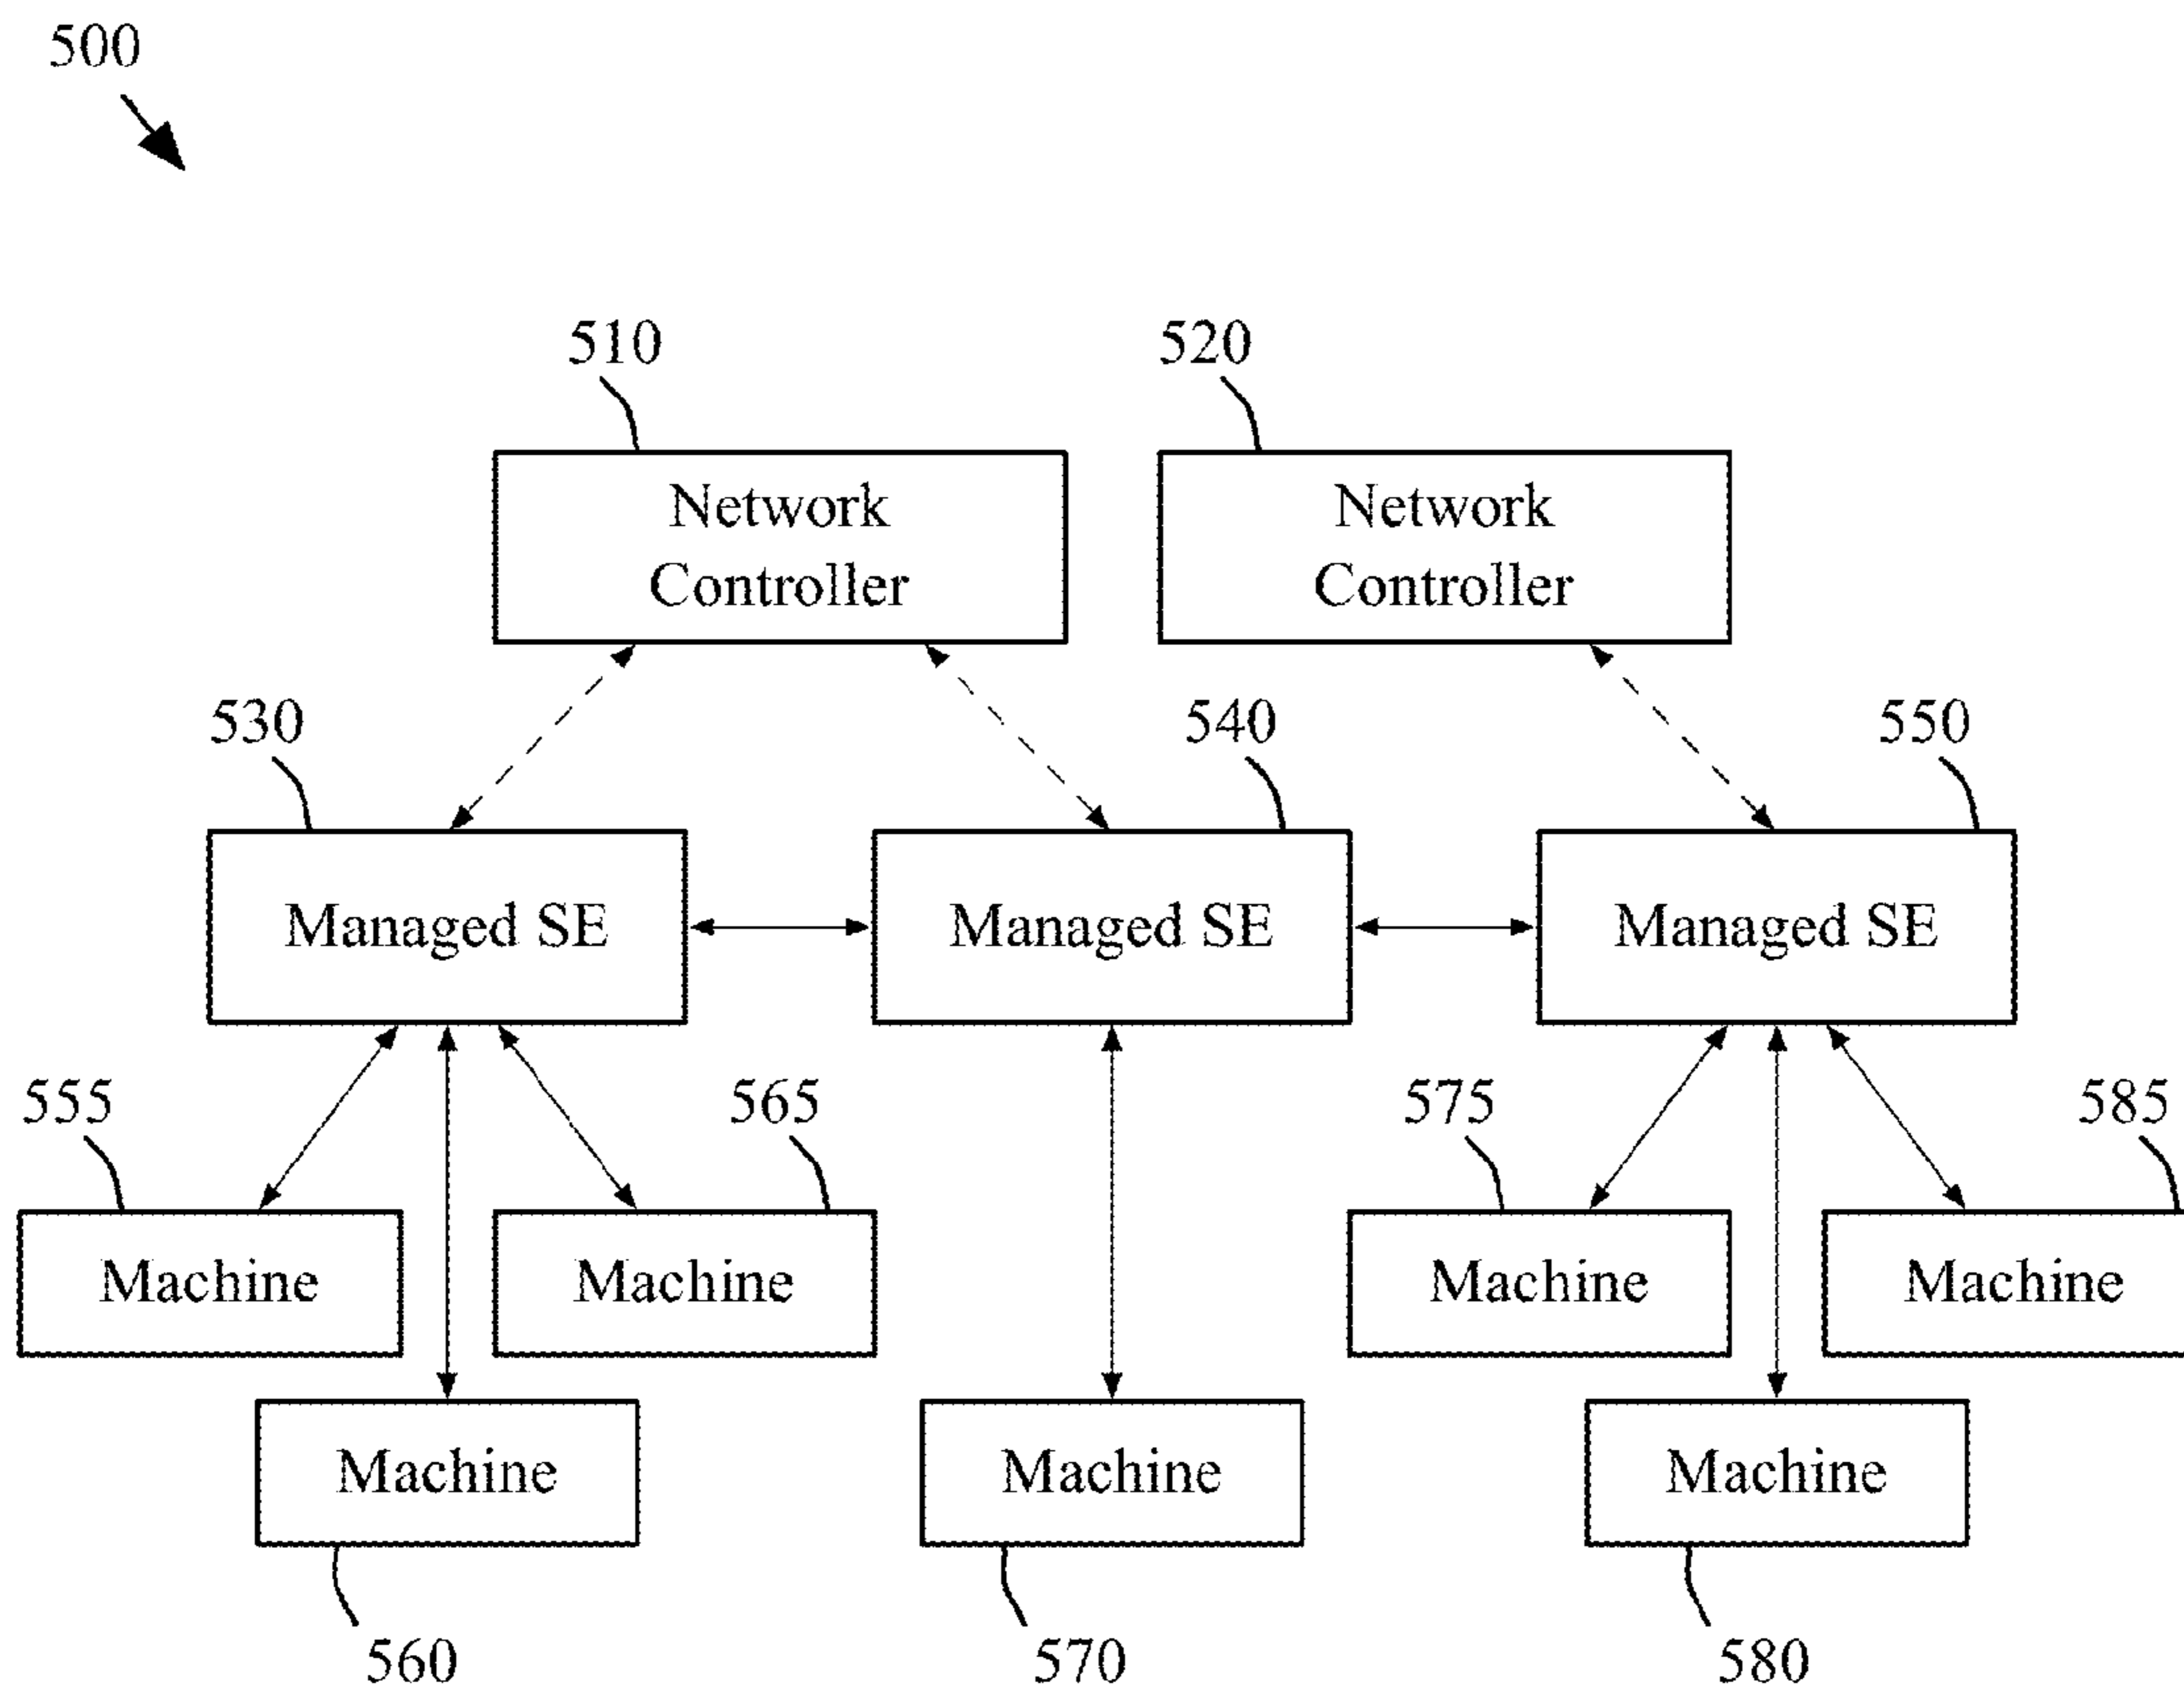 500
510
520
Network
Controller
Network
Controller
530
540
550
Managed SE
Managed SE
Managed SE
555
565
575
585
Machine
Machine
Machine
Machine
Machine
Machine
Machine
560
570
580